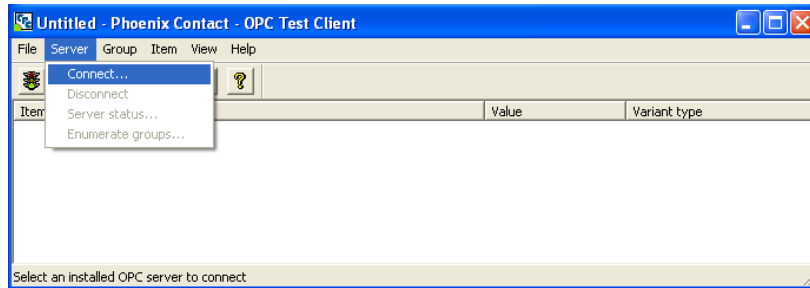 Untitled - Phoenix Contact - OPC Test Client
File Server Group Item View Help
Connect...
Disconnect
Item Value Variant type
Server status...
Enumerate groups...
Select an installed OPC server to connect